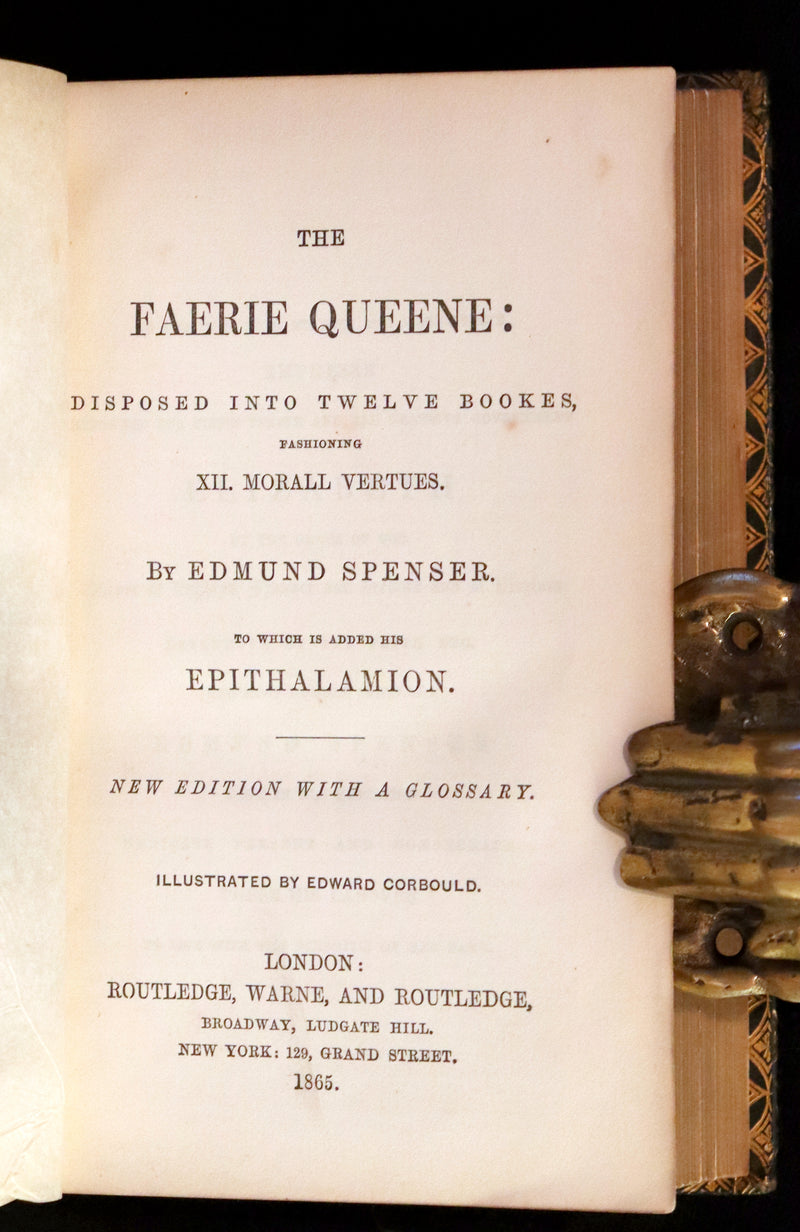 THE
FAERIE QUEENE:
DISPOSED INTO TWELVE BOOKES,
FASHIONING
XII. MORALL VERTUES.
BY EDMUND SPENSER.
TO WHICH IS ADDED HIS
EPITHALAMION.
NEW EDITION WITH A GLOSSARY.
ILLUSTRATED BY EDWARD CORBOULD.
LONDON:
ROUTLEDGE, WARNE, AND ROUTLEDGE,
BROADWAY, LUDGATE HILL.
NEW YORK: 129, GRAND STREET.
1865.